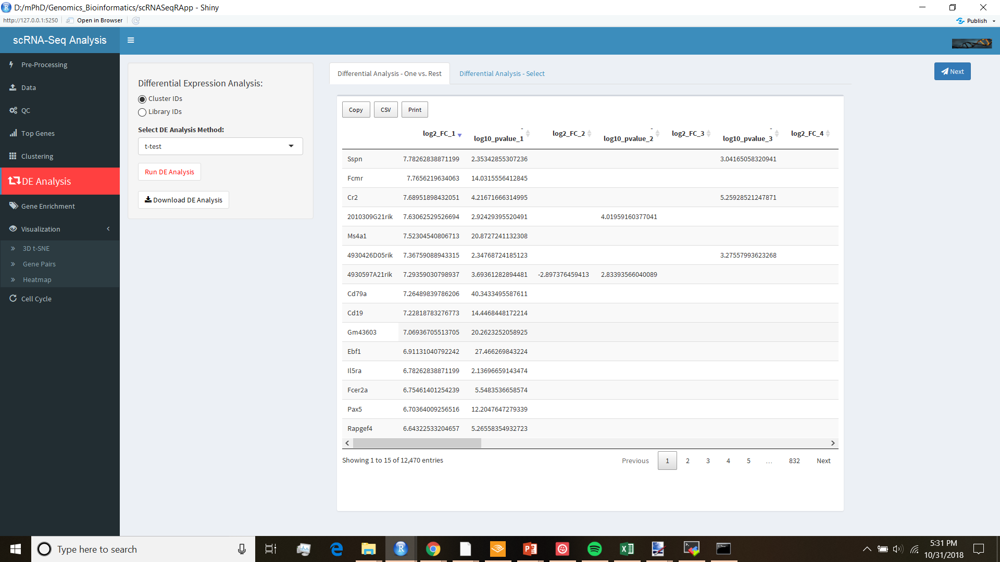 D:/mPhD/Genomics_Bioinformatics/scRNASeqRApp - Shiny
http://127.0.0.1:5250 Open in Browser Publish
scRNA-Seq Analysis
Pre-Processing
Data
QC
Top Genes
Clustering
DE Analysis
Gene Enrichment
Visualization
3D t-SNE
Gene Pairs
Heatmap
Cell Cycle
Differential Expression Analysis:
Cluster IDs
Library IDs
Select DE Analysis Method:
t-test
Run DE Analysis
Download DE Analysis
Differential Analysis - One vs. Rest Differential Analysis - Select
Next
Copy CSV Print
log2_FC_1 -log10_pvalue_1 log2_FC_2 -log10_pvalue_2 log2_FC_3 -log10_pvalue_3 log2_FC_4
Sspn 7.78262838871199 2.35342855307236 3.04165058320941
Fcmr 7.7656219634063 14.0315556412845
Cr2 7.68951898432051 4.21671666314995 5.25928521247871
2010309G21rik 7.63062529526694 2.92429395520491 4.01959160377041
Ms4a1 7.52304540806713 20.8727241132308
4930426D05rik 7.36759088943315 2.34768724185123 3.27557993623268
4930597A21rik 7.29359030798937 3.69361282894481 -2.897376459413 2.83393566040089
Cd79a 7.26489839786206 40.3433495587611
Cd19 7.22818783276773 14.4468448172214
Gm43603 7.06936705513705 20.2623252058925
Ebf1 6.91131040792242 27.466269843224
Il5ra 6.78262838871199 2.13696659143474
Fcer2a 6.75461401254239 5.5483536658574
Pax5 6.70364009256516 12.2047647279339
Rapgef4 6.64322533204657 5.26558354932723
Showing 1 to 15 of 12,470 entries
Previous 1 2 3 4 5 … 832 Next
Type here to search
5:31 PM
10/31/2018